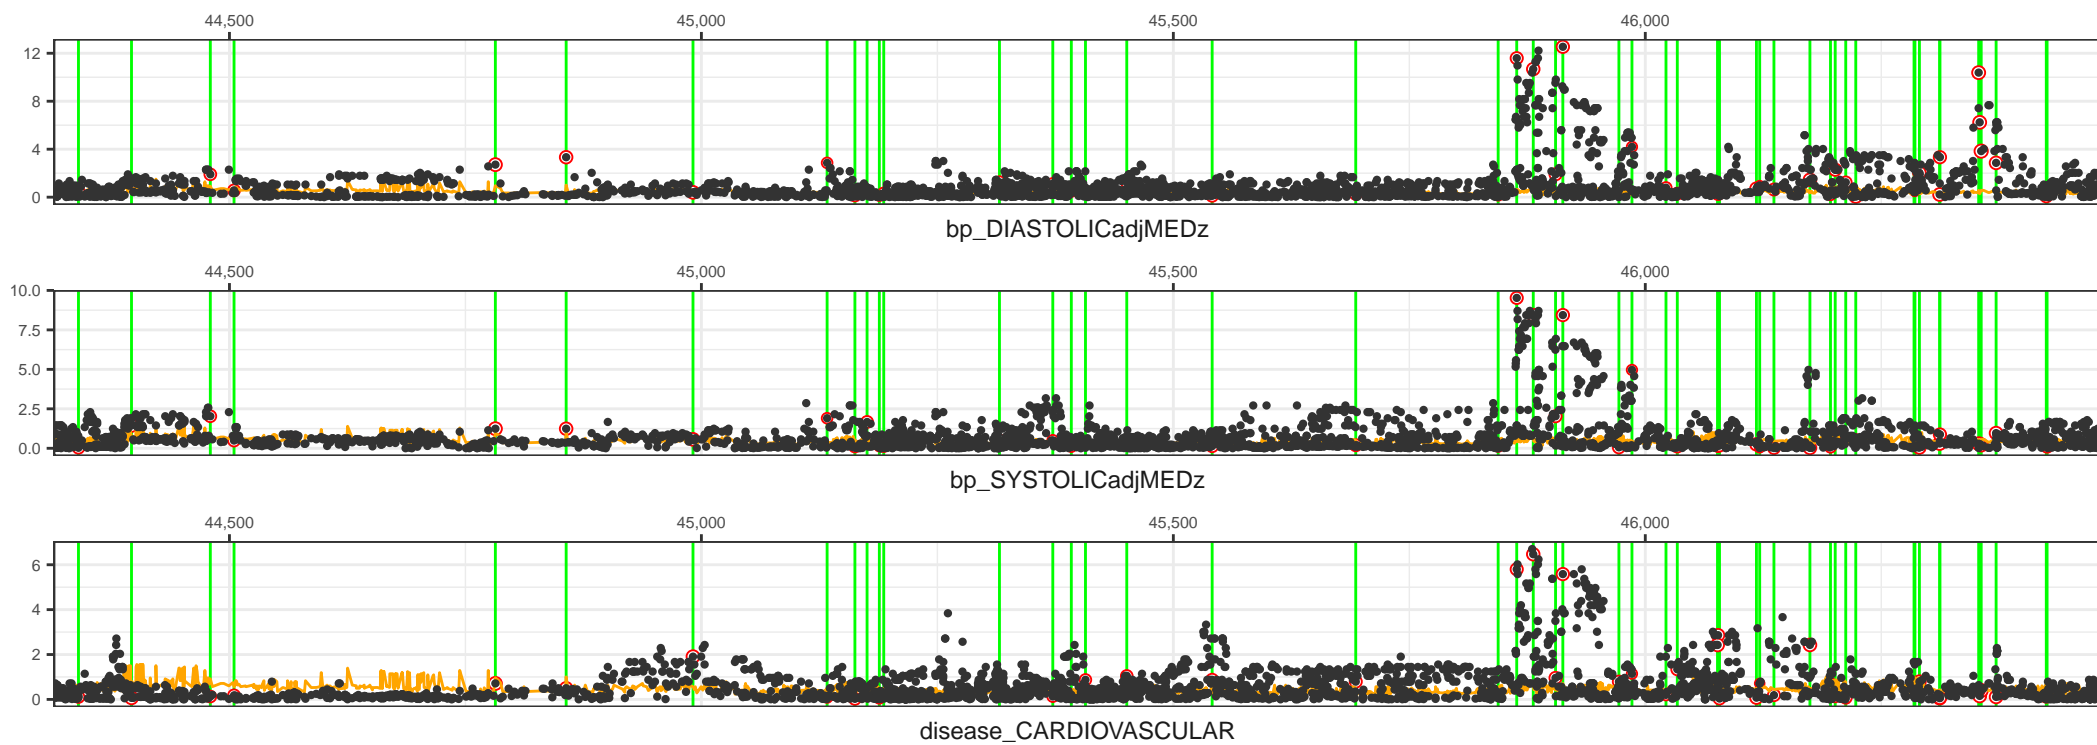 44,500 45,000 45,500 46,000
12
8
4
0
bp_DIASTOLICadjMEDz
44,500 45,000 45,500 46,000
10.0
7.5
5.0
2.5
0.0
bp_SYSTOLICadjMEDz
44,500 45,000 45,500 46,000
6
4
2
0
disease_CARDIOVASCULAR